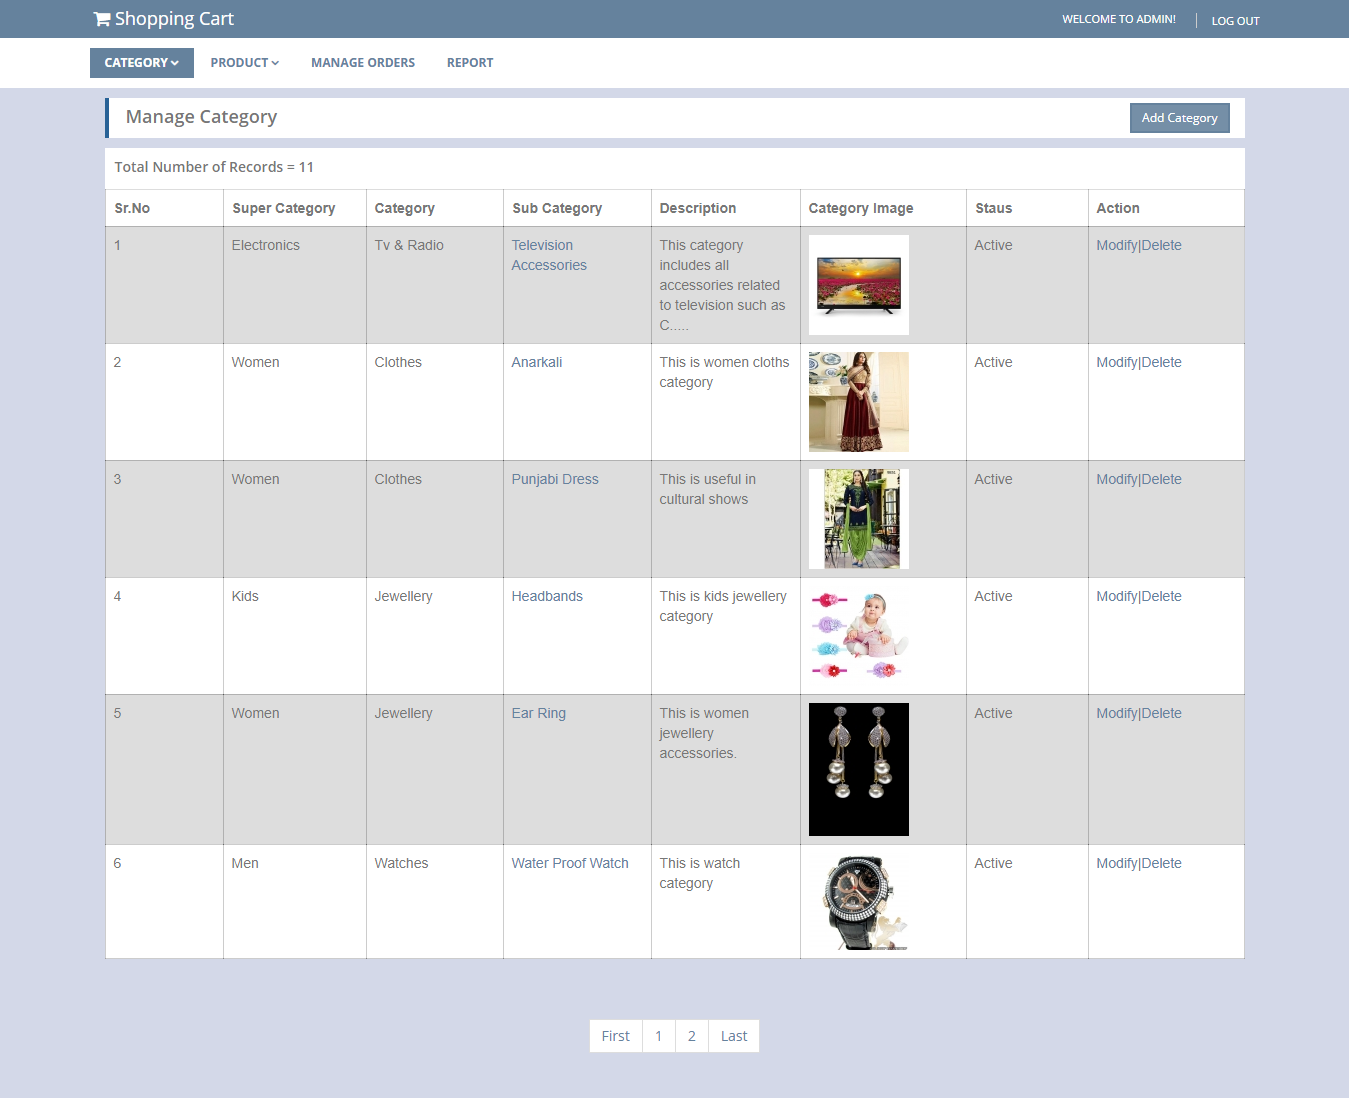 Shopping Cart
WELCOME TO ADMIN!
LOG OUT
CATEGORY
PRODUCT
MANAGE ORDERS
REPORT
Manage Category
Add Category
Total Number of Records = 11
Sr.No Super Category Category Sub Category Description Category Image Staus Action
1 Electronics Tv & Radio Television This category Active Modify|Delete
Accessories includes all
accessories related
to television such as
C.....
2 Women Clothes Anarkali This is women cloths Active Modify|Delete
category
3 Women Clothes Punjabi Dress This is useful in Active Modify|Delete
cultural shows
4 Kids Jewellery Headbands This is kids jewellery Active Modify|Delete
category
5 Women Jewellery Ear Ring This is women Active Modify|Delete
jewellery
accessories.
6 Men Watches Water Proof Watch This is watch Active Modify|Delete
category
First 1 2 Last